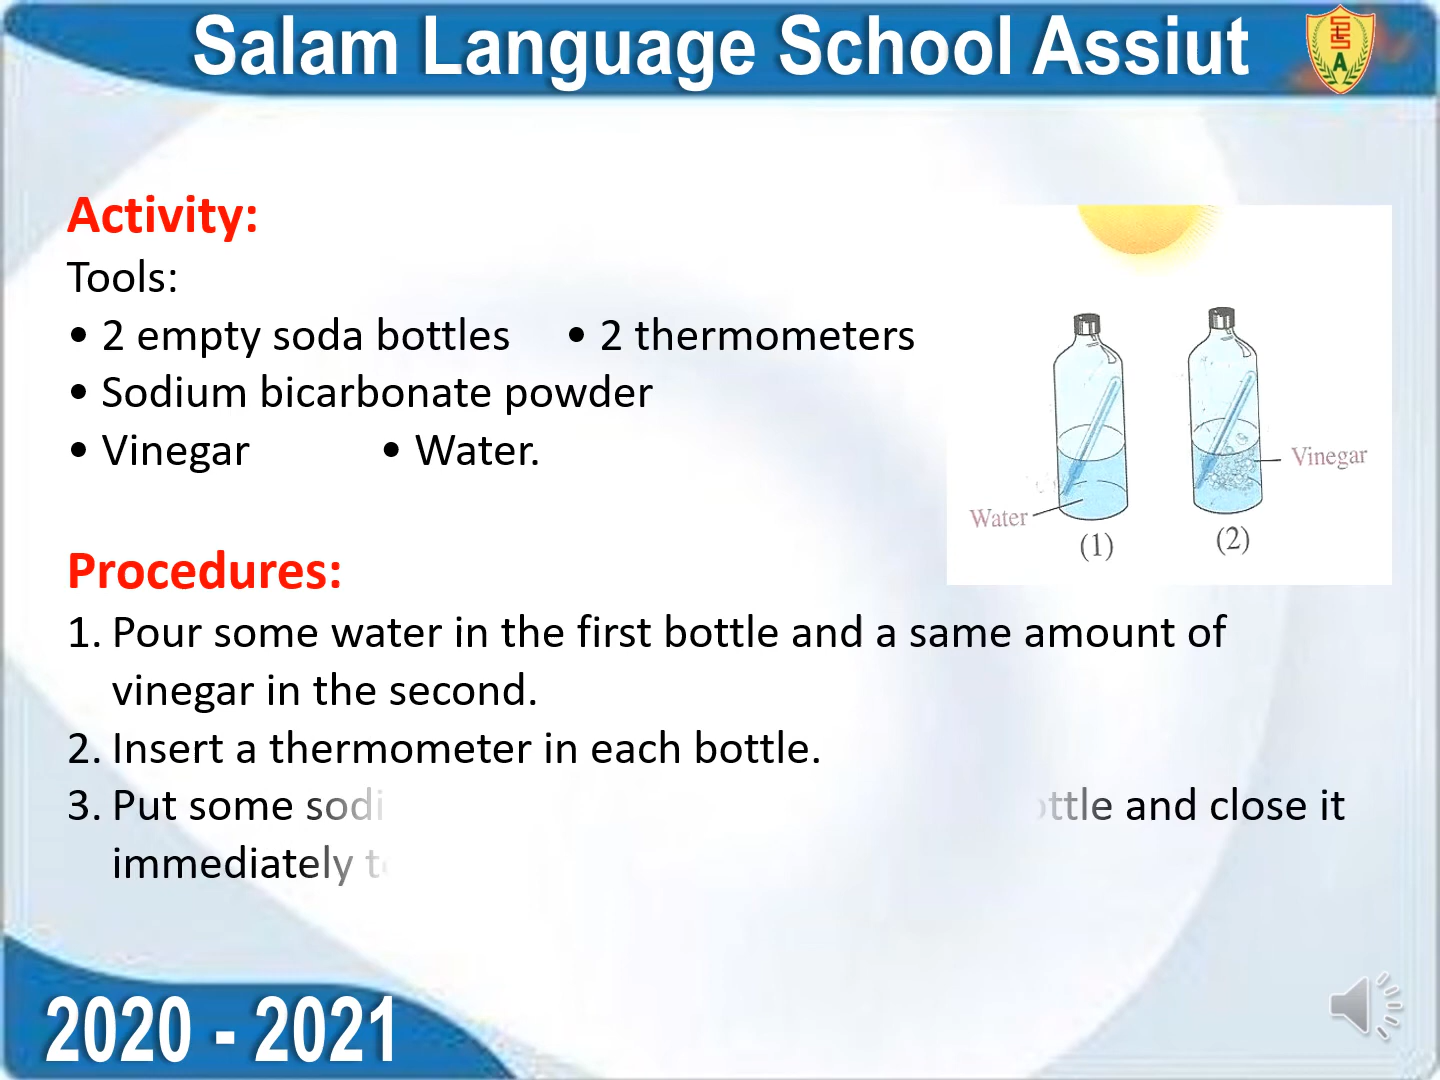 Salam Language School Assiut
Activity:
Tools:
• 2 empty soda bottles • 2 thermometers
• Sodium bicarbonate powder
• Vinegar • Water.
Vinegar
Water
(1)
(2)
Procedures:
1. Pour some water in the first bottle and a same amount of
vinegar in the second.
2. Insert a thermometer in each bottle.
3. Put some and close it
immediately
2020 - 2021